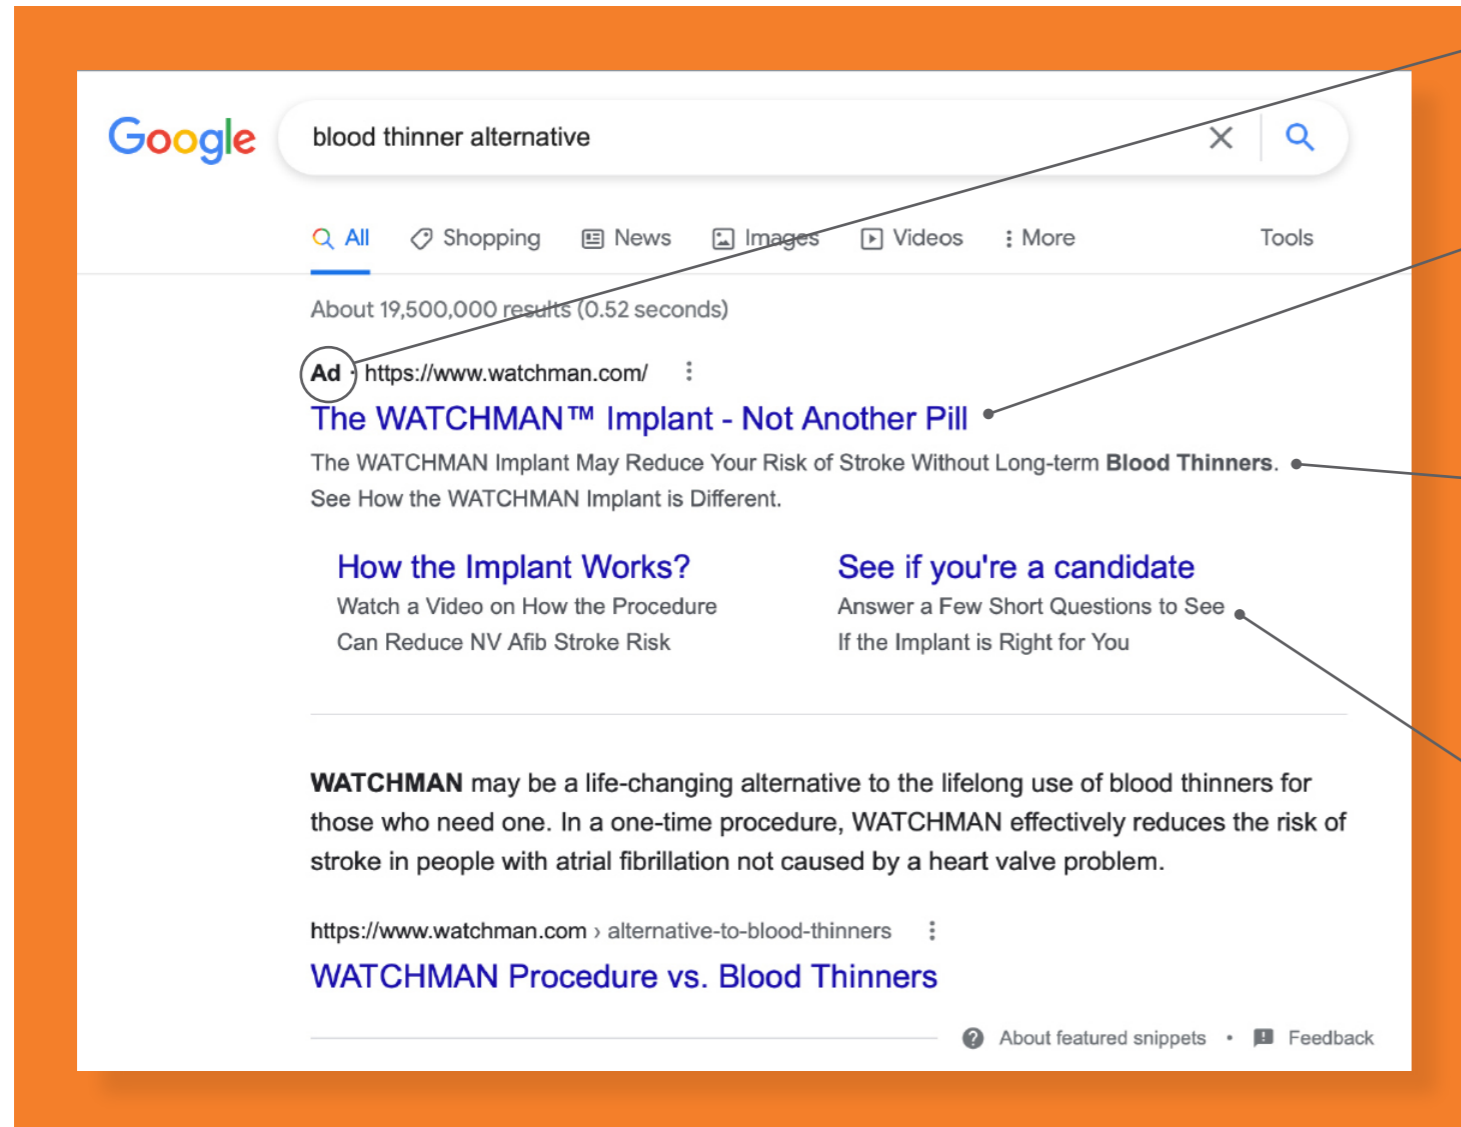 Google blood thinner alternative
All Shopping News Images Videos More Tools
About 19,500,000 results (0.52 seconds)
Ad · https://www.watchman.com/
The WATCHMAN™ Implant - Not Another Pill
The WATCHMAN Implant May Reduce Your Risk of Stroke Without Long-term Blood Thinners.
See How the WATCHMAN Implant is Different.
How the Implant Works?
Watch a Video on How the Procedure
Can Reduce NV Afib Stroke Risk
See if you're a candidate
Answer a Few Short Questions to See
If the Implant is Right for You
WATCHMAN may be a life-changing alternative to the lifelong use of blood thinners for
those who need one. In a one-time procedure, WATCHMAN effectively reduces the risk of
stroke in people with atrial fibrillation not caused by a heart valve problem.
https://www.watchman.com › alternative-to-blood-thinners
WATCHMAN Procedure vs. Blood Thinners
About featured snippets • Feedback